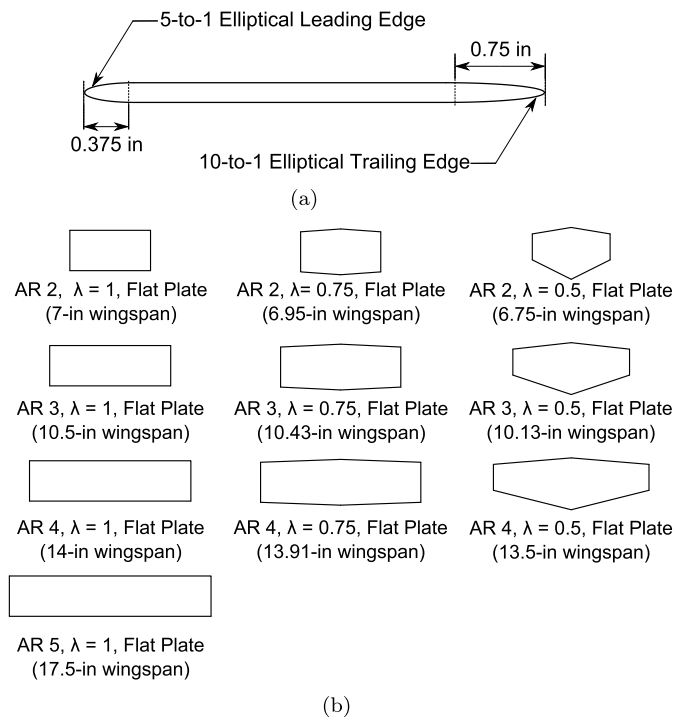 5-to-1 Elliptical Leading Edge
0.75 in
0.375 in
10-to-1 Elliptical Trailing Edge
(a)
AR 2, λ = 1, Flat Plate
(7-in wingspan)
AR 2, λ= 0.75, Flat Plate
(6.95-in wingspan)
AR 2, λ = 0.5, Flat Plate
(6.75-in wingspan)
AR 3, λ = 1, Flat Plate
(10.5-in wingspan)
AR 3, λ = 0.75, Flat Plate
(10.43-in wingspan)
AR 3, λ = 0.5, Flat Plate
(10.13-in wingspan)
AR 4, λ = 1, Flat Plate
(14-in wingspan)
AR 4, λ = 0.75, Flat Plate
(13.91-in wingspan)
AR 4, λ = 0.5, Flat Plate
(13.5-in wingspan)
AR 5, λ = 1, Flat Plate
(17.5-in wingspan)
(b)